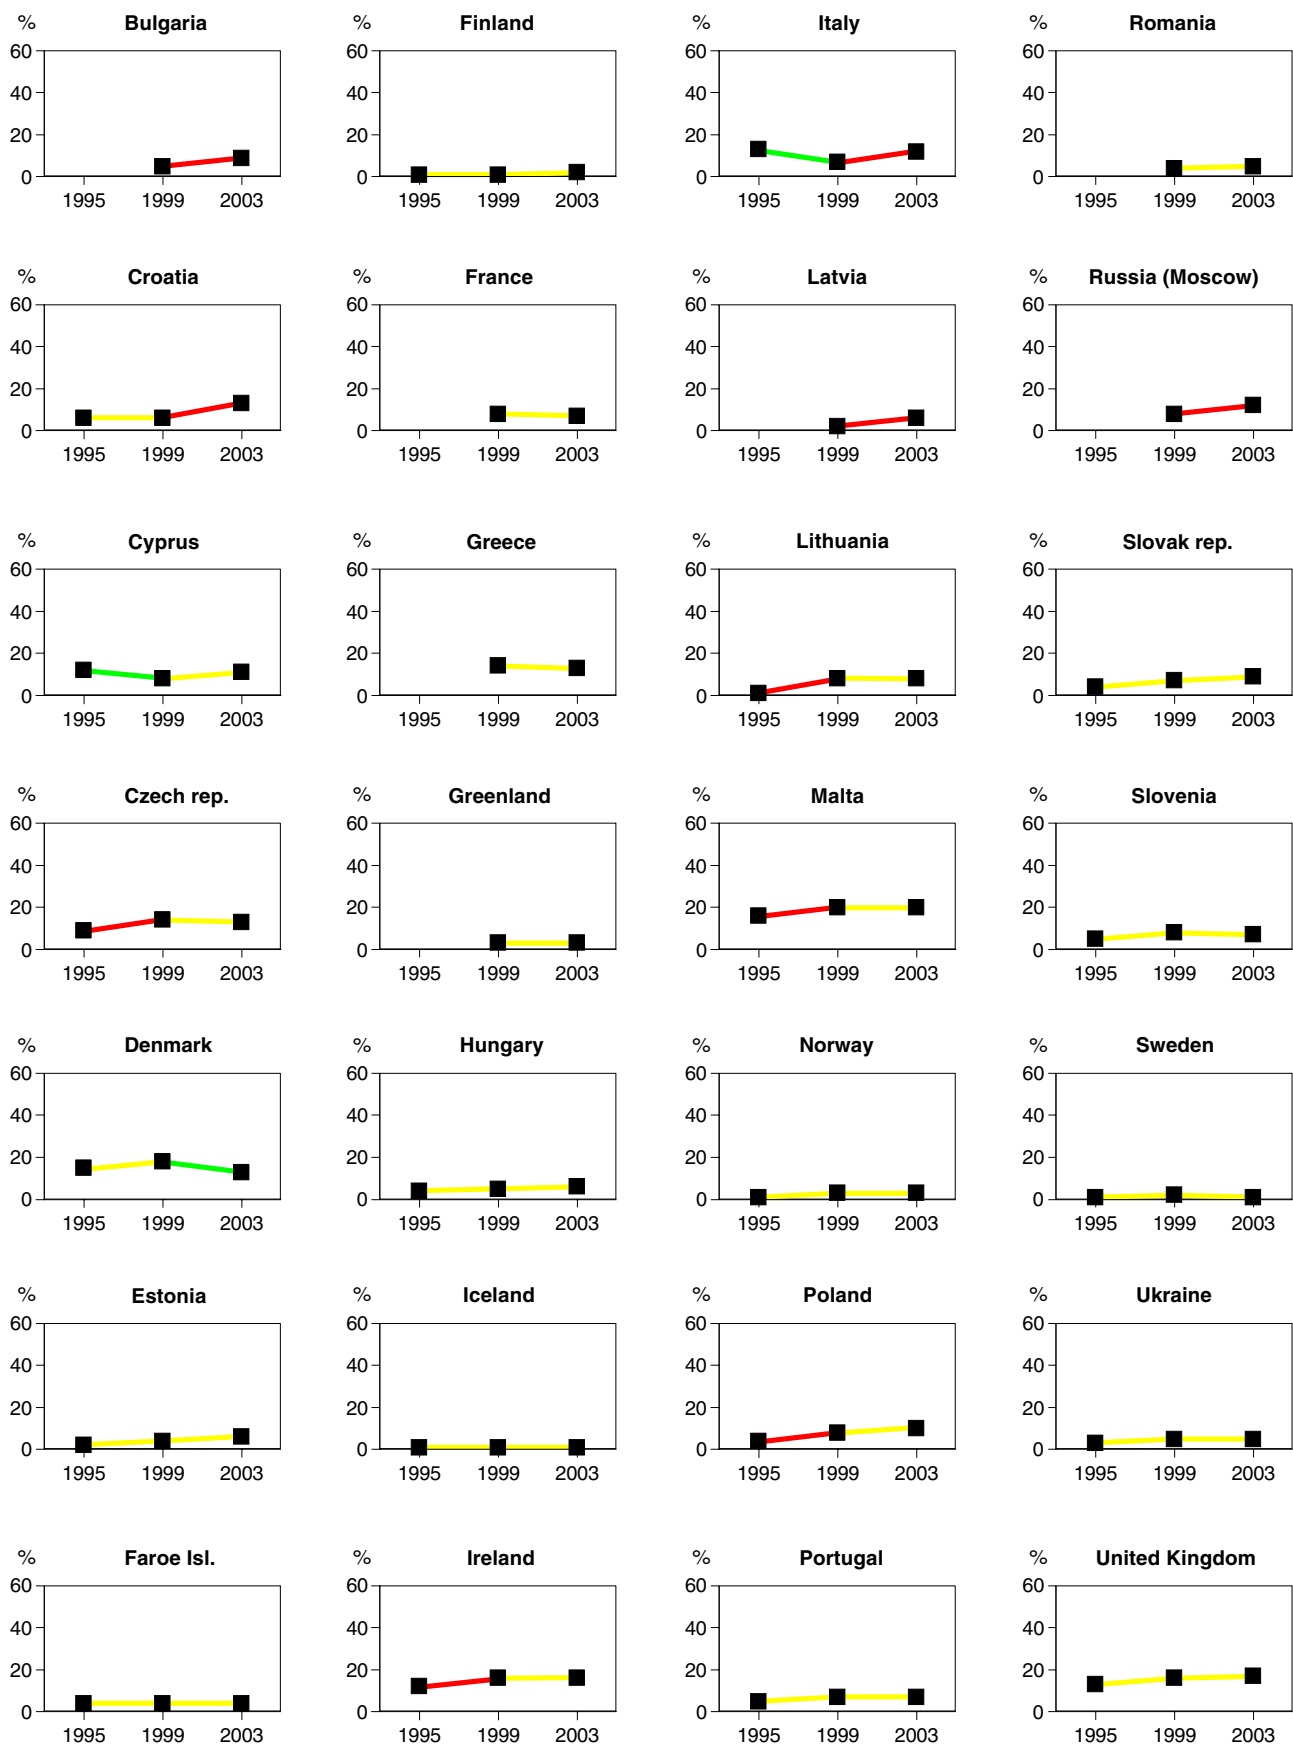 % Bulgaria % Finland % Italy % Romania
60 60 60 60
40 40 40 40
20 20 20 20
0 0 0 0
1995 1999 2003 1995 1999 2003 1995 1999 2003 1995 1999 2003
% Croatia % France % Latvia % Russia (Moscow)
60 60 60 60
40 40 40 40
20 20 20 20
0 0 0 0
1995 1999 2003 1995 1999 2003 1995 1999 2003 1995 1999 2003
% Cyprus % Greece % Lithuania % Slovak rep.
60 60 60 60
40 40 40 40
20 20 20 20
0 0 0 0
1995 1999 2003 1995 1999 2003 1995 1999 2003 1995 1999 2003
% Czech rep. % Greenland % Malta % Slovenia
60 60 60 60
40 40 40 40
20 20 20 20
0 0 0 0
1995 1999 2003 1995 1999 2003 1995 1999 2003 1995 1999 2003
% Denmark % Hungary % Norway % Sweden
60 60 60 60
40 40 40 40
20 20 20 20
0 0 0 0
1995 1999 2003 1995 1999 2003 1995 1999 2003 1995 1999 2003
% Estonia % Iceland % Poland % Ukraine
60 60 60 60
40 40 40 40
20 20 20 20
0 0 0 0
1995 1999 2003 1995 1999 2003 1995 1999 2003 1995 1999 2003
% Faroe Isl. % Ireland % Portugal % United Kingdom
60 60 60 60
40 40 40 40
20 20 20 20
0 0 0 0
1995 1999 2003 1995 1999 2003 1995 1999 2003 1995 1999 2003